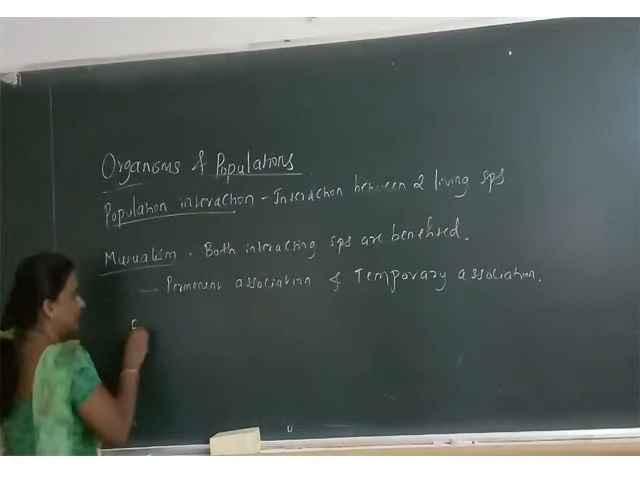 Organisms & Populations
Population interaction - Interaction between 2 living sps
Mutualism . Both interacting sps are benefited.
— Permanent association & Temporary association.
E